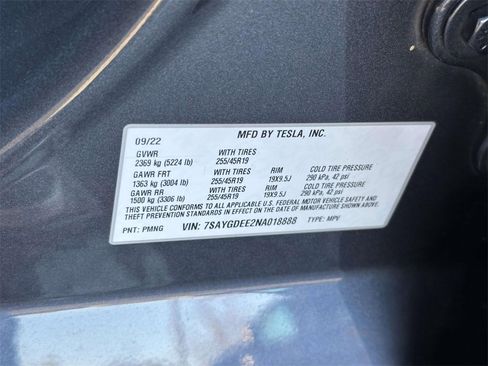 MFD BY TESLA, INC.
09/22
GVWR WITH TIRES
2369 kg (5224 lb) 255/45R19
GAWR FRT WITH TIRES RIM COLD TIRE PRESSURE
1363 kg (3004 lb) 255/45R19 19X9.5J 290 kPa, 42 psi
GAWR RR WITH TIRES RIM COLD TIRE PRESSURE
1500 kg (3306 lb) 255/45R19 19X9.5J 290 kPa, 42 psi
THIS VEHICLE CONFORMS TO ALL APPLICABLE FEDERAL MOTOR VEHICLE SAFETY AND
THEFT PREVENTION STANDARDS IN EFFECT ON THE DATE OF MANUFACTURE SHOWN ABOVE.
PNT: PMNG VIN: 7SAYGDEE2NA018888 TYPE: MPV